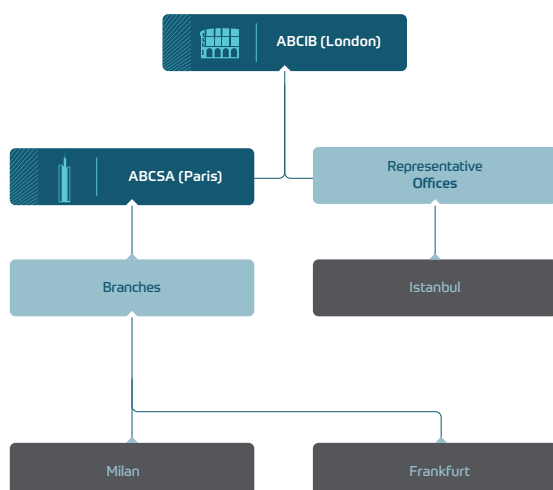 ABCIB (London)
ABCSA (Paris)
Representative
Offices
Branches
Istanbul
Milan
Frankfurt